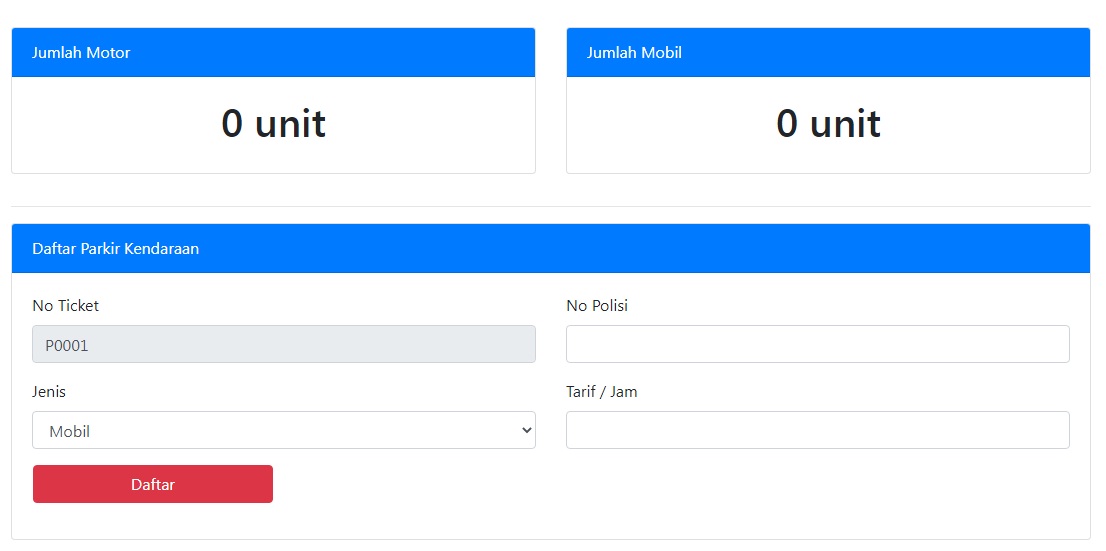 Jumlah Motor
Jumlah Mobil
0 unit
0 unit
Daftar Parkir Kendaraan
No Ticket
No Polisi
P0001
Jenis
Tarif / Jam
Mobil
Daftar